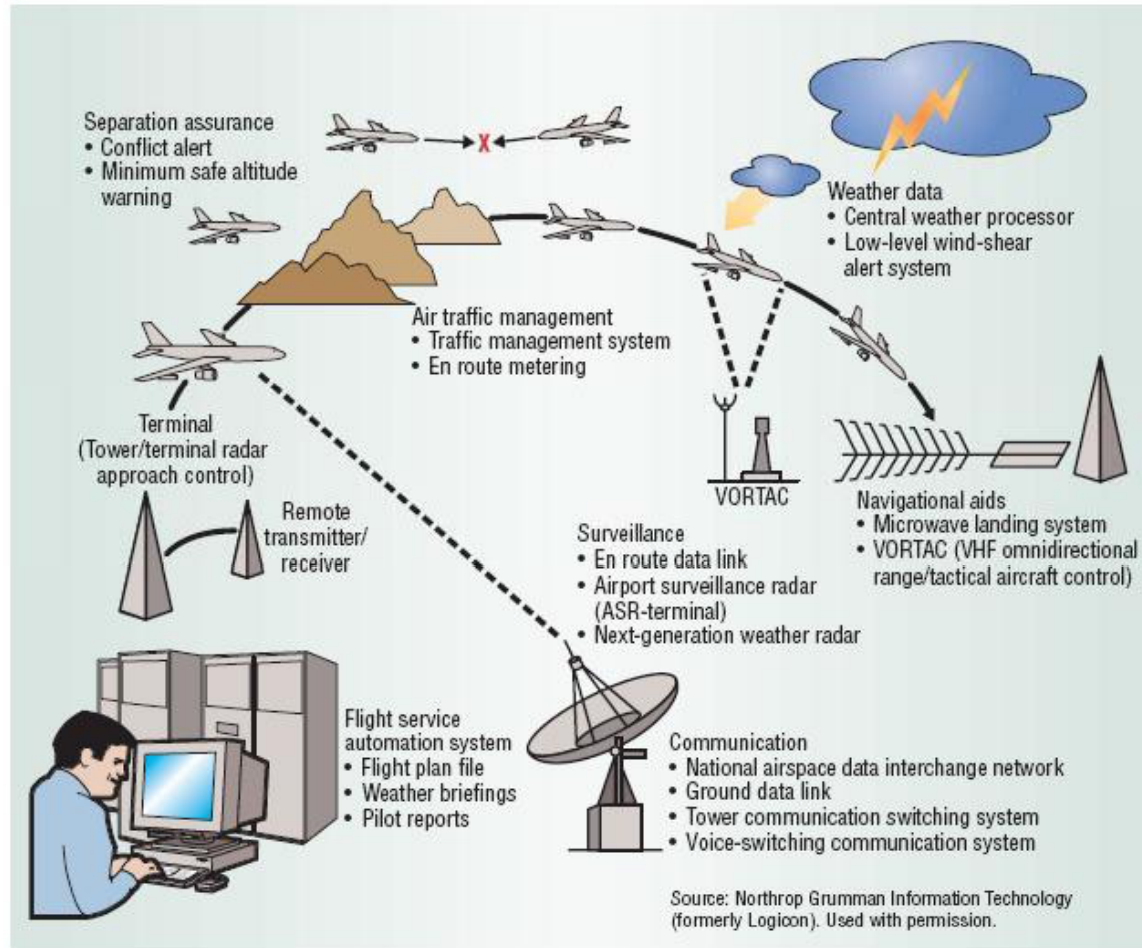 Separation assurance
• Conflict alert
• Minimum safe altitude
warning
X
Weather data
• Central weather processor
• Low-level wind-shear
alert system
Air traffic management
• Traffic management system
• En route metering
Terminal
(Tower/terminal radar
approach control)
Remote
transmitter/
receiver
VORTAC
Navigational aids
• Microwave landing system
• VORTAC (VHF omnidirectional
range/tactical aircraft control)
Surveillance
• En route data link
• Airport surveillance radar
(ASR-terminal)
• Next-generation weather radar
Flight service
automation system
• Flight plan file
• Weather briefings
• Pilot reports
Communication
• National airspace data interchange network
• Ground data link
• Tower communication switching system
• Voice-switching communication system
Source: Northrop Grumman Information Technology
(formerly Logicon). Used with permission.